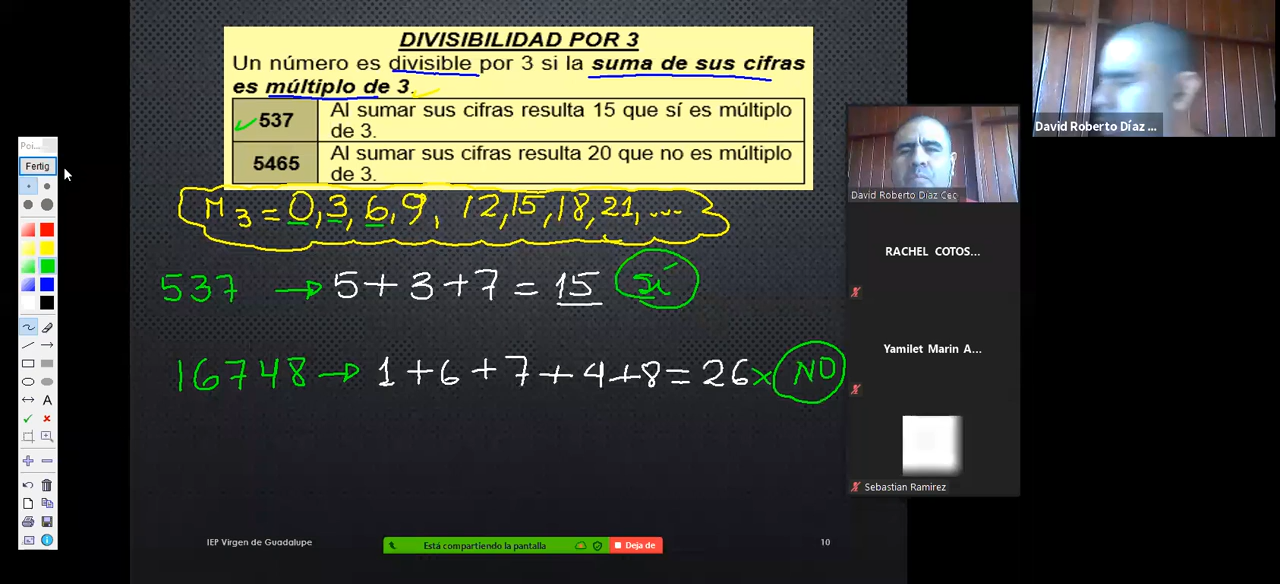 DIVISIBILIDAD POR 3
Un número es divisible por 3 si la suma de sus cifras
es múltiplo de 3.
537 Al sumar sus cifras resulta 15 que sí es múltiplo
de 3.
5465 Al sumar sus cifras resulta 20 que no es múltiplo
de 3.
M3 = 0, 3, 6, 9, 12, 15, 18, 21, ...
537 → 5 + 3 + 7 = 15 sí
16748 → 1 + 6 + 7 + 4 + 8 = 26 x NO
Poi...
Fertig
A
David Roberto Díaz ...
David Roberto Diaz Cec
RACHEL COTOS...
Yamilet Marin A...
Sebastian Ramirez
IEP Virgen de Guadalupe
Está compartiendo la pantalla
Deja de
10